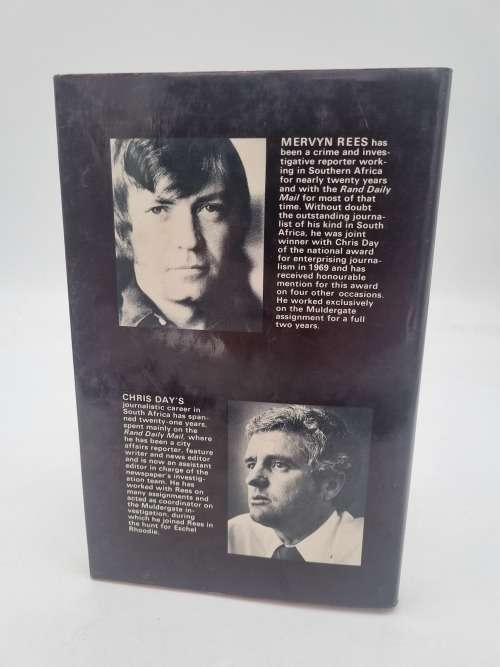 MERVYN REES has
been a crime and inves-
tigative reporter work-
ing in Southern Africa
for nearly twenty years
and with the Rand Daily
Mail for most of that
time. Without doubt
the outstanding journa-
list of his kind in South
Africa, he was joint
winner with Chris Day
of the national award
for enterprising journa-
lism in 1969 and has
received honourable
mention for this award
on four other occasions.
He worked exclusively
on the Muldergate
assignment for a full
two years.
CHRIS DAY'S
journalistic career in
South Africa has span-
ned twenty-one years,
spent mainly on the
Rand Daily Mail, where
he has been a city
affairs reporter, feature
writer and news editor
and is now an assistant
editor in charge of the
newspaper's investig-
ation team. He has
worked with Rees on
many assignments and
acted as coordinator on
the Muldergate in-
vestigation, during
which he joined Rees in
the hunt for Eschel
Rhoodie.